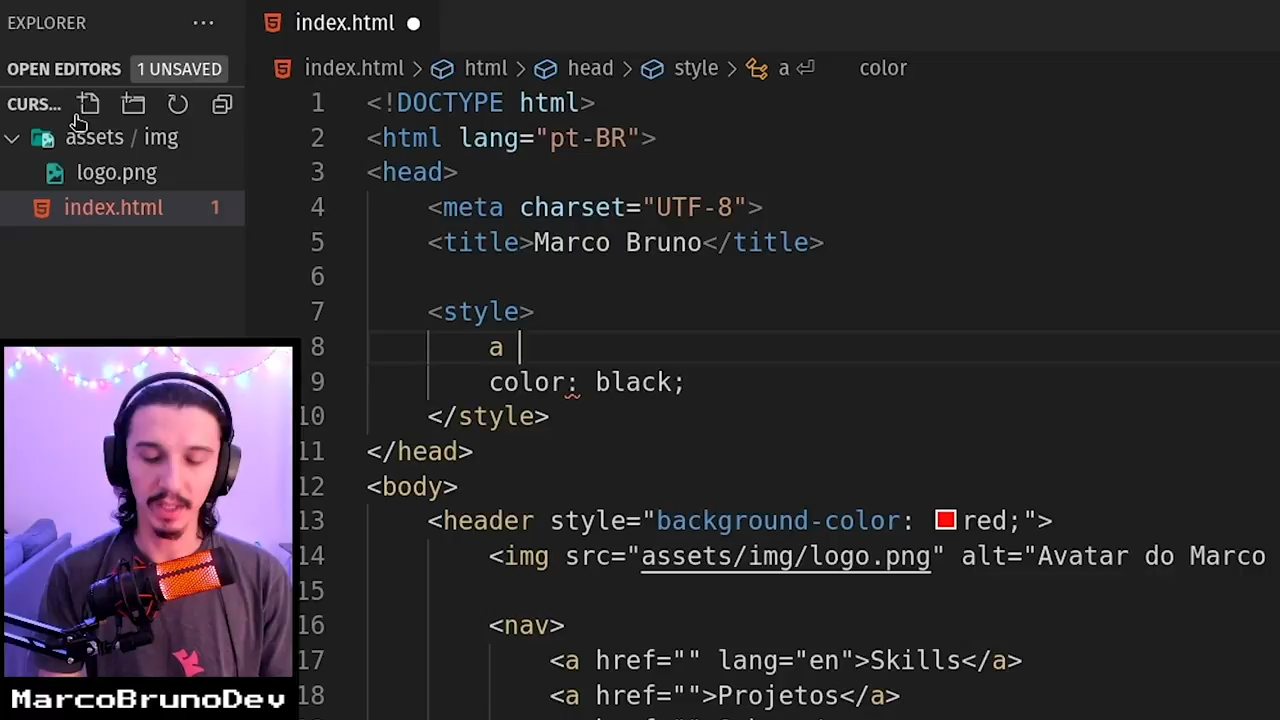 EXPLORER ...
index.html
OPEN EDITORS 1 UNSAVED
index.html > html > head > style > a color
CURS...
assets / img
logo.png
index.html 1
1 <!DOCTYPE html>
2 <html lang="pt-BR">
3 <head>
4 <meta charset="UTF-8">
5 <title>Marco Bruno</title>
6
7 <style>
8 a
9 color: black;
10 </style>
11 </head>
12 <body>
13 <header style="background-color: red;">
14 <img src="assets/img/logo.png" alt="Avatar do Marco
15
16 <nav>
17 <a href="" lang="en">Skills</a>
18 <a href="">Projetos</a>
MarcoBrunoDev